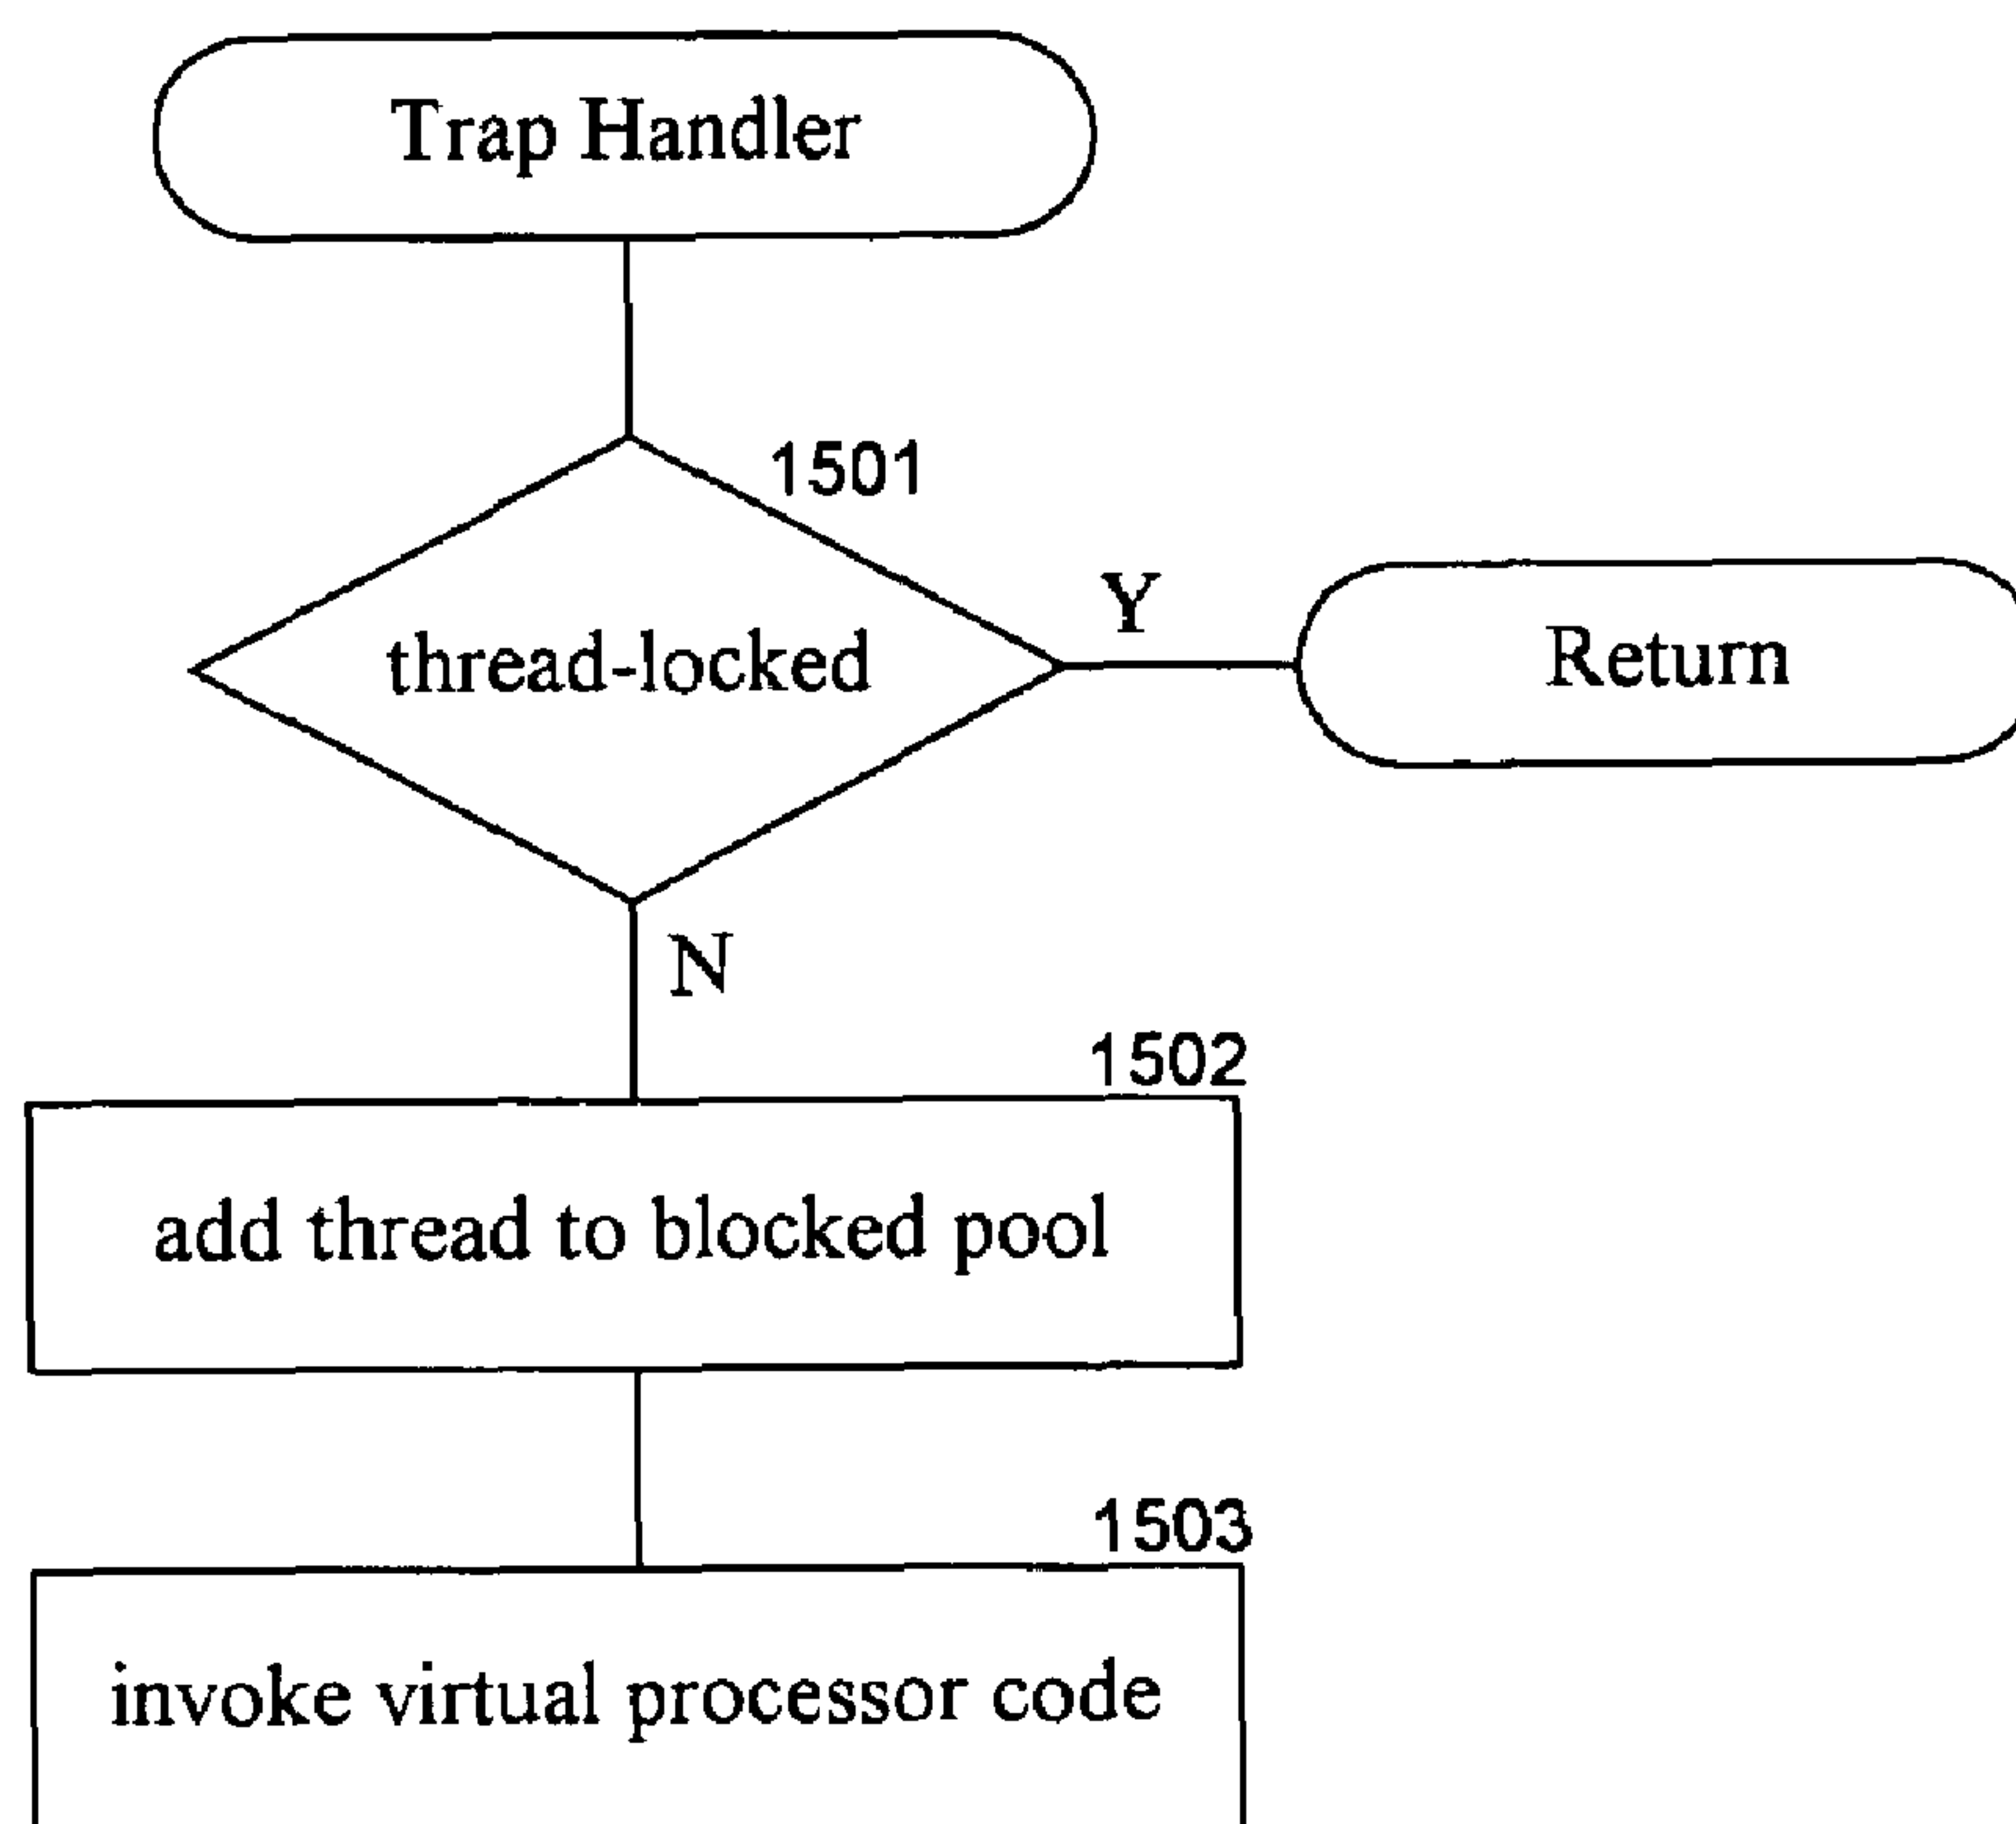 Trap Handler
1501
thread-locked
Y
Return
N
1502
add thread to blocked pool
1503
invoke virtual processor code